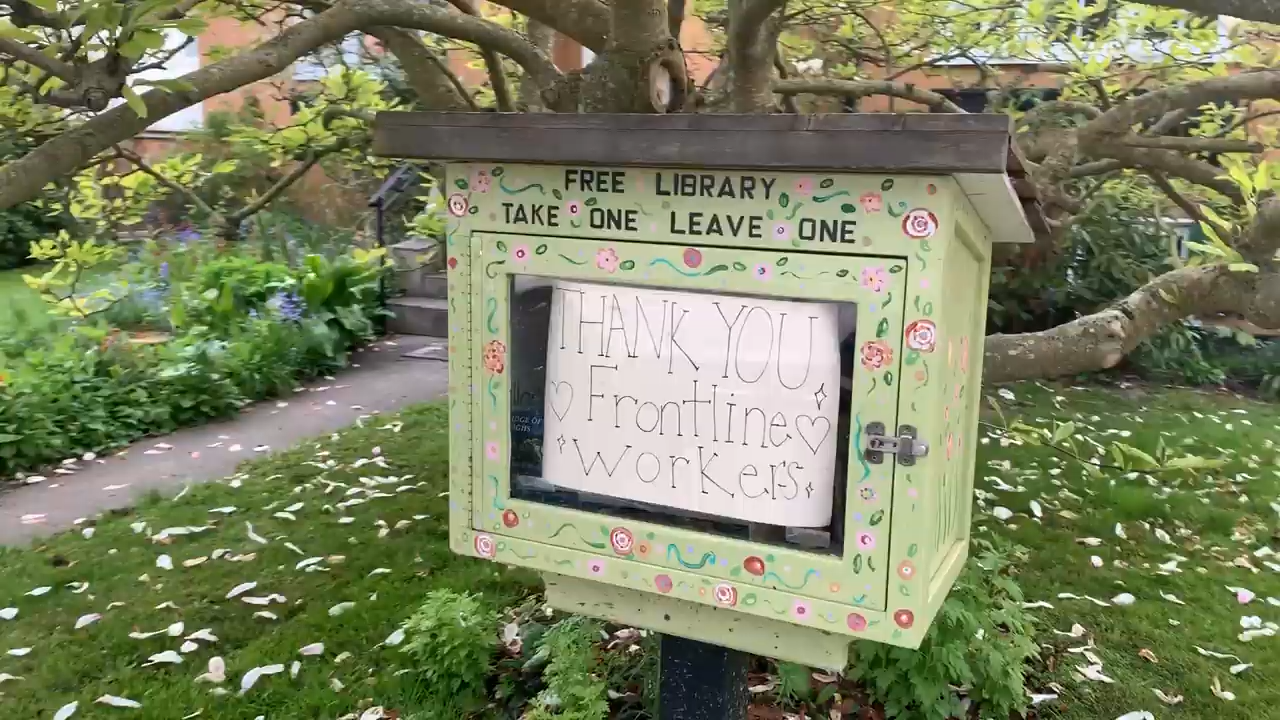 FREE LIBRARY
TAKE ONE LEAVE ONE
THANK YOU
Frontline
workers